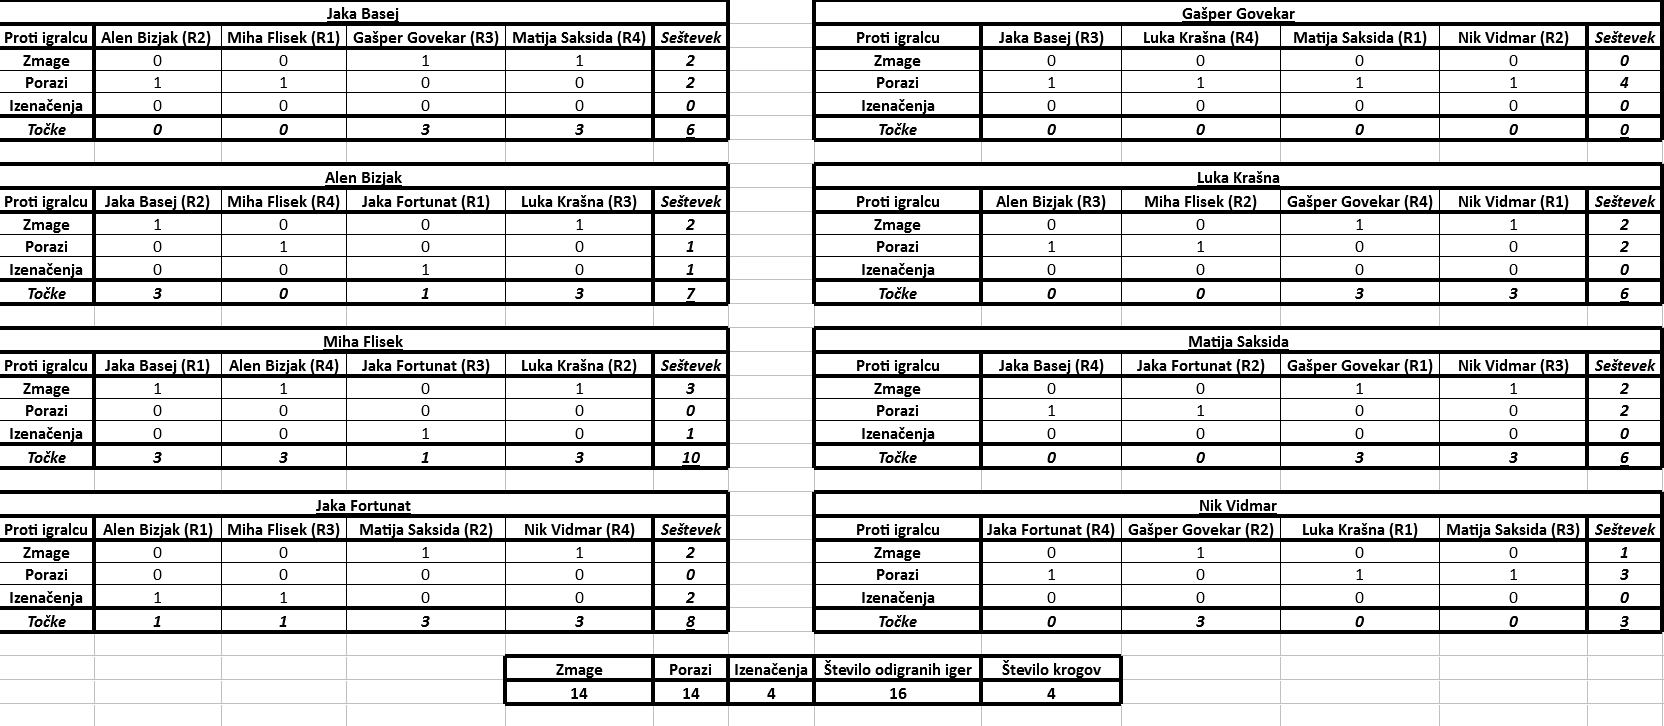 Jaka Basej
Proti igralcu Alen Bizjak (R2) Miha Flisek (R1) Gašper Govekar (R3) Matija Saksida (R4) Seštevek
Zmage 0 0 1 1 2
Porazi 1 1 0 0 2
Izenačenja 0 0 0 0 0
Točke 0 0 3 3 6
Gašper Govekar
Proti igralcu Jaka Basej (R3) Luka Krašna (R4) Matija Saksida (R1) Nik Vidmar (R2) Seštevek
Zmage 0 0 0 0 0
Porazi 1 1 1 1 4
Izenačenja 0 0 0 0 0
Točke 0 0 0 0 0
Alen Bizjak
Proti igralcu Jaka Basej (R2) Miha Flisek (R4) Jaka Fortunat (R1) Luka Krašna (R3) Seštevek
Zmage 1 0 0 1 2
Porazi 0 1 0 0 1
Izenačenja 0 0 1 0 1
Točke 3 0 1 3 7
Luka Krašna
Proti igralcu Alen Bizjak (R3) Miha Flisek (R2) Gašper Govekar (R4) Nik Vidmar (R1) Seštevek
Zmage 0 0 1 1 2
Porazi 1 1 0 0 2
Izenačenja 0 0 0 0 0
Točke 0 0 3 3 6
Miha Flisek
Proti igralcu Jaka Basej (R1) Alen Bizjak (R4) Jaka Fortunat (R3) Luka Krašna (R2) Seštevek
Zmage 1 1 0 1 3
Porazi 0 0 0 0 0
Izenačenja 0 0 1 0 1
Točke 3 3 1 3 10
Matija Saksida
Proti igralcu Jaka Basej (R4) Jaka Fortunat (R2) Gašper Govekar (R1) Nik Vidmar (R3) Seštevek
Zmage 0 0 1 1 2
Porazi 1 1 0 0 2
Izenačenja 0 0 0 0 0
Točke 0 0 3 3 6
Jaka Fortunat
Proti igralcu Alen Bizjak (R1) Miha Flisek (R3) Matija Saksida (R2) Nik Vidmar (R4) Seštevek
Zmage 0 0 1 1 2
Porazi 0 0 0 0 0
Izenačenja 1 1 0 0 2
Točke 1 1 3 3 8
Nik Vidmar
Proti igralcu Jaka Fortunat (R4) Gašper Govekar (R2) Luka Krašna (R1) Matija Saksida (R3) Seštevek
Zmage 0 1 0 0 1
Porazi 1 0 1 1 3
Izenačenja 0 0 0 0 0
Točke 0 3 0 0 3
Zmage Porazi Izenačenja Število odigranih iger Število krogov
14 14 4 16 4